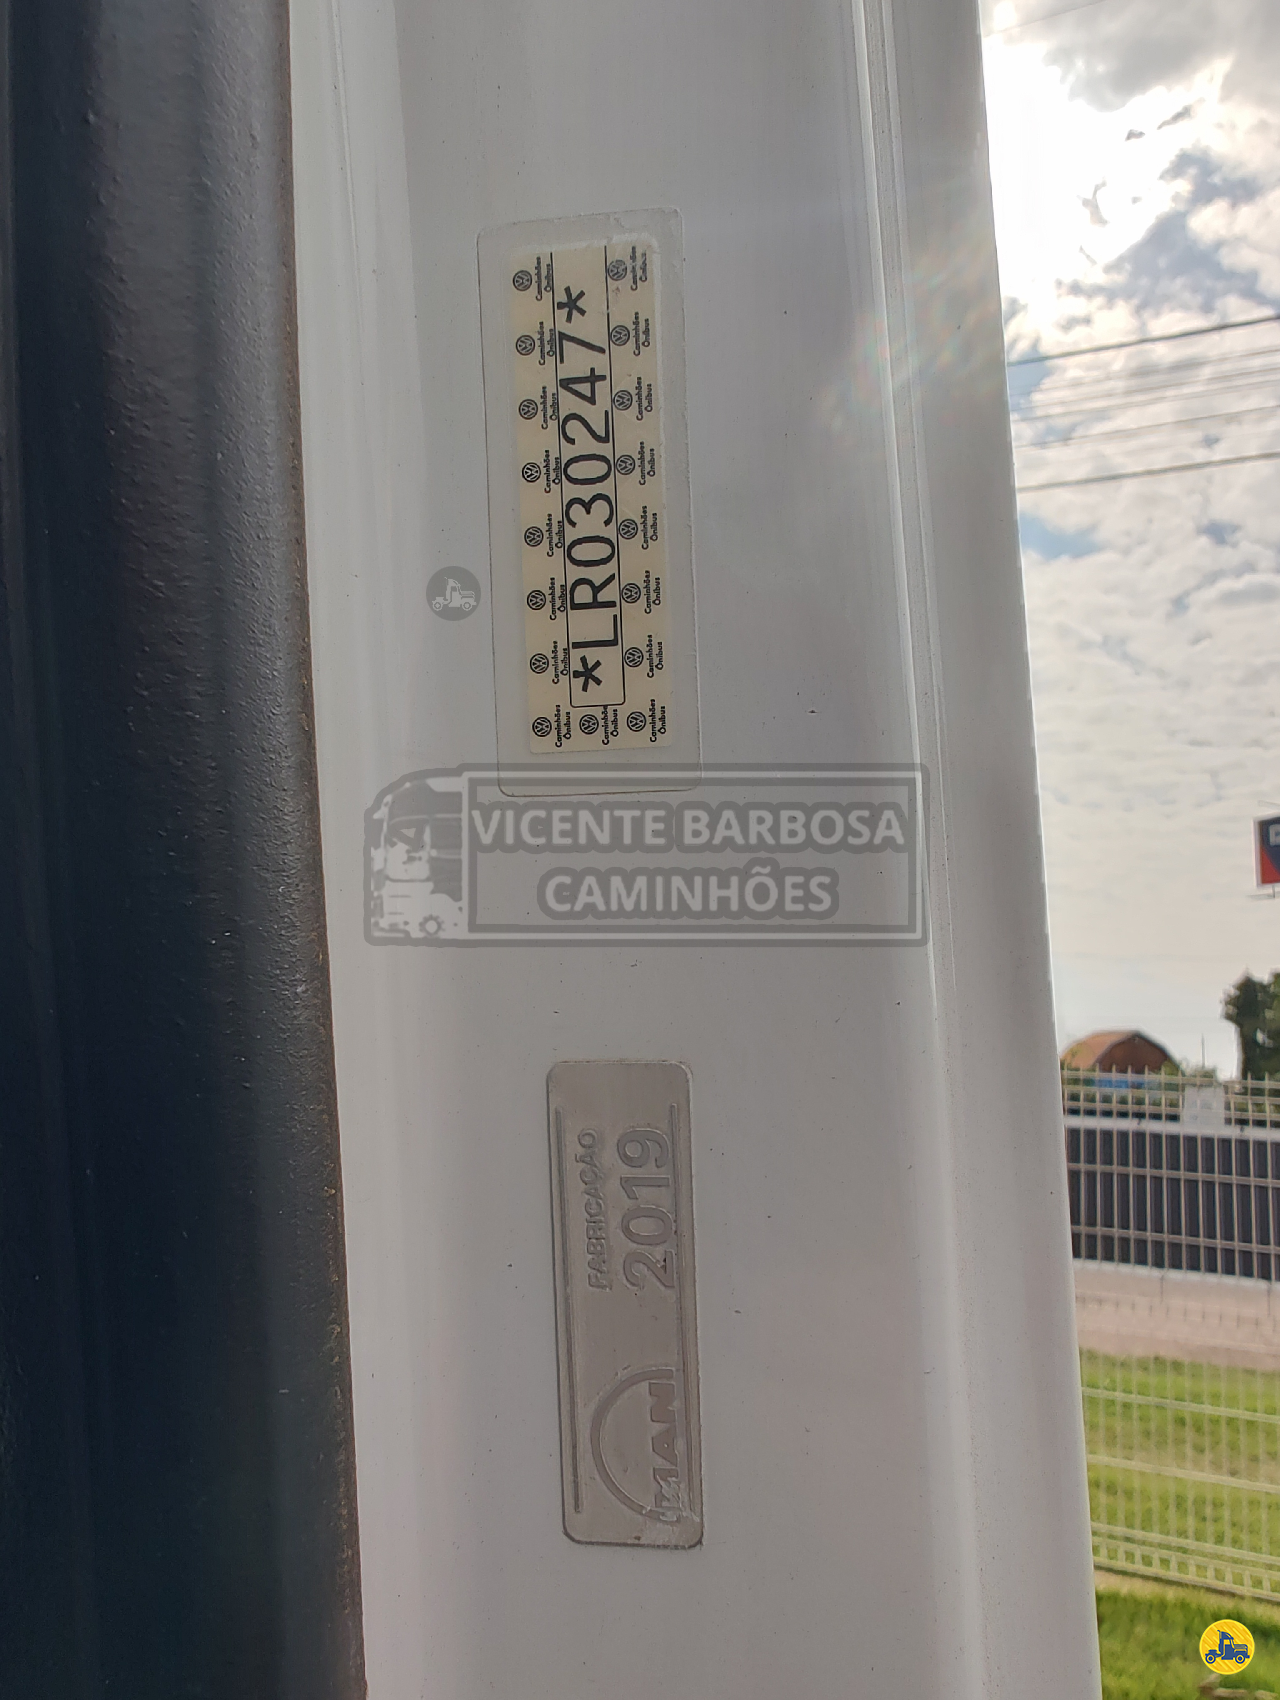 *LR030247*
Caminhões
Ônibus
VICENTE BARBOSA
CAMINHÕES
FABRICAÇÃO
2019
MAN